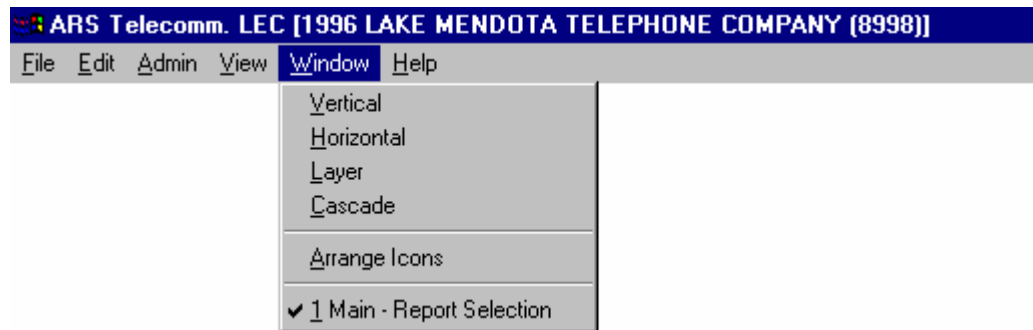 ARS Telecomm. LEC [1996 LAKE MENDOTA TELEPHONE COMPANY (8998)]
File Edit Admin View Window Help
Vertical
Horizontal
Layer
Cascade
Arrange Icons
✔ 1 Main - Report Selection